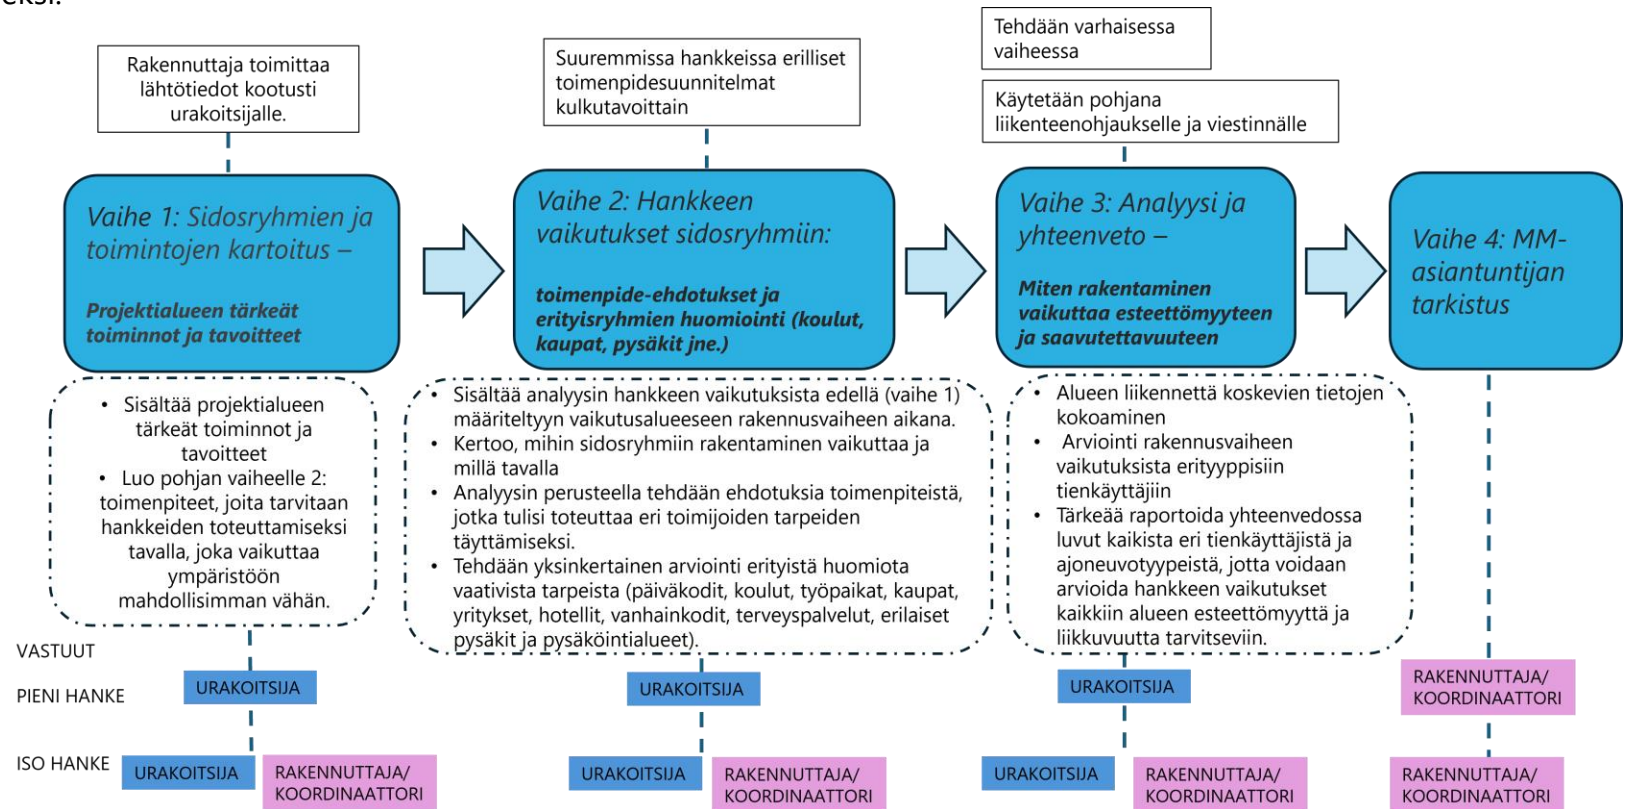 eksi.
Rakennuttaja toimittaa
lähtötiedot kootusti
urakoitsijalle.
Suuremmissa hankkeissa erilliset
toimenpidesuunnitelmat
kulkutavoittain
Tehdään varhaisessa
vaiheessa
Käytetään pohjana
liikenteenohjaukselle ja viestinnälle
Vaihe 1: Sidosryhmien ja
toimintojen kartoitus –
Projektialueen tärkeät
toiminnot ja tavoitteet
Vaihe 2: Hankkeen
vaikutukset sidosryhmiin:
toimenpide-ehdotukset ja
erityisryhmien huomiointi (koulut,
kaupat, pysäkit jne.)
Vaihe 3: Analyysi ja
yhteenveto –
Miten rakentaminen
vaikuttaa esteettömyyteen
ja saavutettavuuteen
Vaihe 4: MM-
asiantuntijan
tarkistus
• Sisältää projektialueen
tärkeät toiminnot ja
tavoitteet
• Luo pohjan vaiheelle 2:
toimenpiteet, joita tarvitaan
hankkeiden toteuttamiseksi
tavalla, joka vaikuttaa
ympäristöön
mahdollisimman vähän.
• Sisältää analyysin hankkeen vaikutuksista edellä (vaihe 1)
määriteltyyn vaikutusalueeseen rakennusvaiheen aikana.
• Kertoo, mihin sidosryhmiin rakentaminen vaikuttaa ja
millä tavalla
• Analyysin perusteella tehdään ehdotuksia toimenpiteistä,
jotka tulisi toteuttaa eri toimijoiden tarpeiden
täyttämiseksi.
• Tehdään yksinkertainen arviointi erityistä huomiota
vaativista tarpeista (päiväkodit, koulut, työpaikat, kaupat,
yritykset, hotellit, vanhainkodit, terveyspalvelut, erilaiset
pysäkit ja pysäköintialueet).
• Alueen liikennettä koskevien tietojen
kokoaminen
• Arviointi rakennusvaiheen
vaikutuksista erityyppisiin
tienkäyttäjiin
• Tärkeää raportoida yhteenvedossa
luvut kaikista eri tienkäyttäjistä ja
ajoneuvotyypeistä, jotta voidaan
arvioida hankkeen vaikutukset
kaikkiin alueen esteettömyyttä ja
liikkuvuutta tarvitseviin.
VASTUUT
PIENI HANKE
URAKOITSIJA
URAKOITSIJA
URAKOITSIJA
RAKENNUTTAJA/
KOORDINAATTORI
ISO HANKE
URAKOITSIJA
RAKENNUTTAJA/
KOORDINAATTORI
URAKOITSIJA
RAKENNUTTAJA/
KOORDINAATTORI
URAKOITSIJA
RAKENNUTTAJA/
KOORDINAATTORI
RAKENNUTTAJA/
KOORDINAATTORI